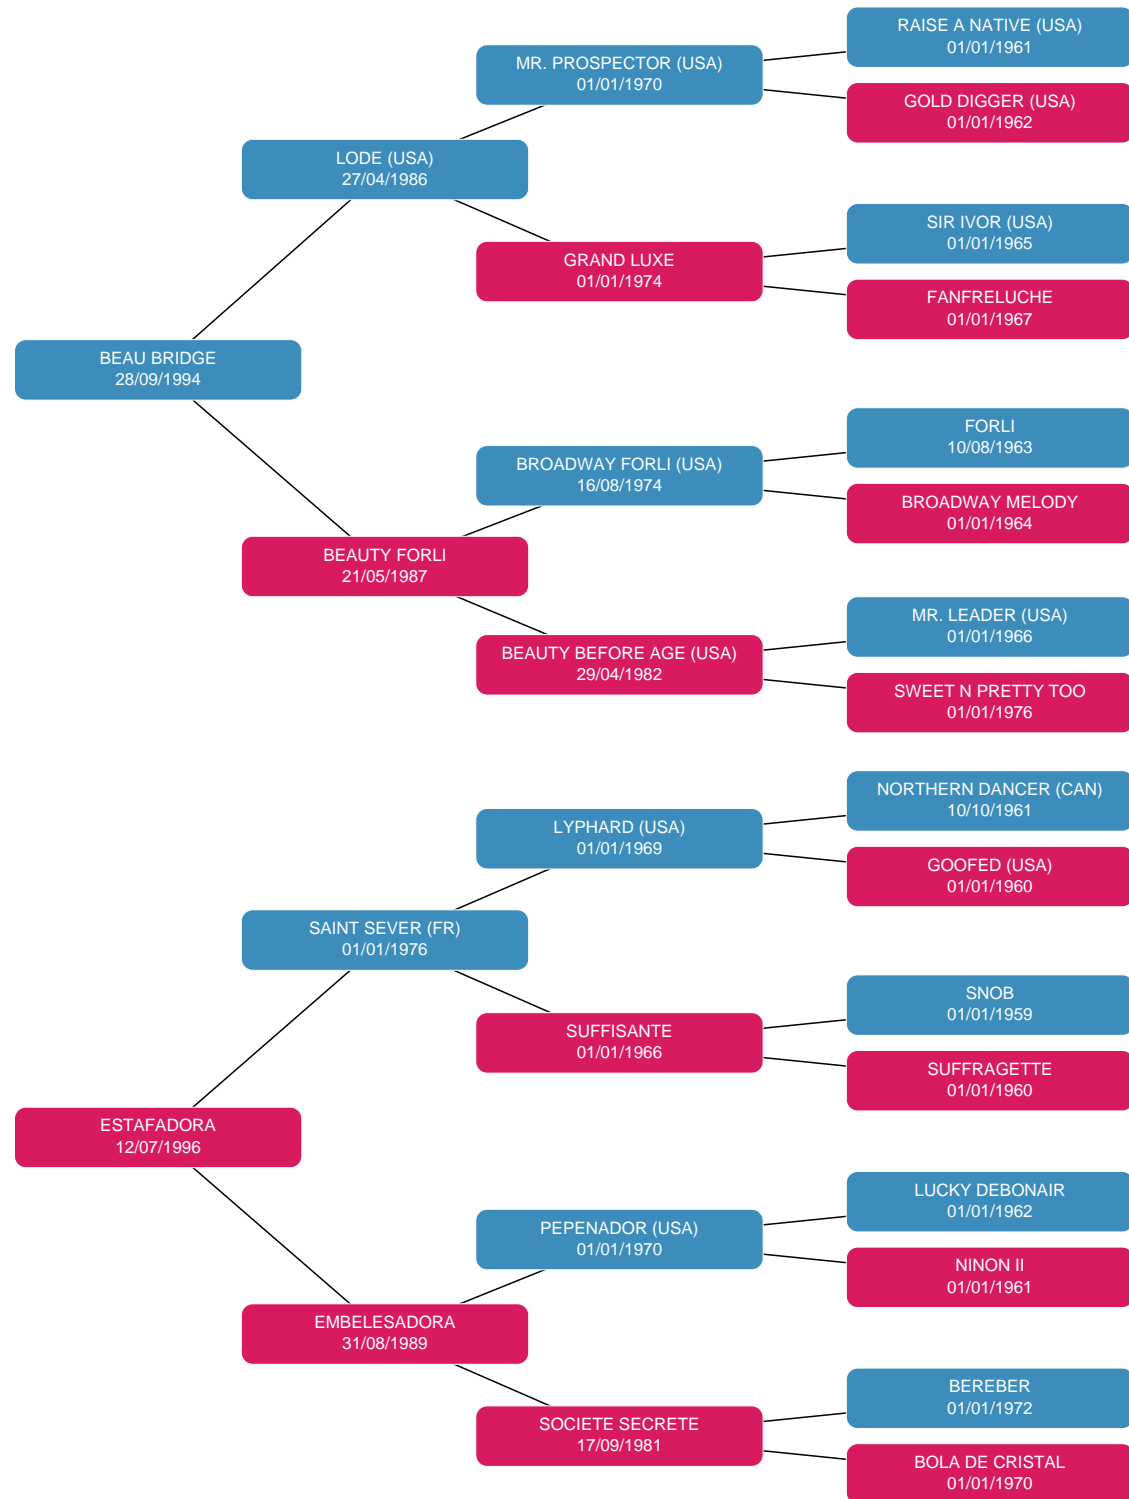 RAISE A NATIVE (USA)
01/01/1961
MR. PROSPECTOR (USA)
01/01/1970
GOLD DIGGER (USA)
01/01/1962
LODE (USA)
27/04/1986
SIR IVOR (USA)
01/01/1965
GRAND LUXE
01/01/1974
FANFRELUCHE
01/01/1967
BEAU BRIDGE
28/09/1994
FORLI
10/08/1963
BROADWAY FORLI (USA)
16/08/1974
BROADWAY MELODY
01/01/1964
BEAUTY FORLI
21/05/1987
MR. LEADER (USA)
01/01/1966
BEAUTY BEFORE AGE (USA)
29/04/1982
SWEET N PRETTY TOO
01/01/1976
NORTHERN DANCER (CAN)
10/10/1961
LYPHARD (USA)
01/01/1969
GOOFED (USA)
01/01/1960
SAINT SEVER (FR)
01/01/1976
SNOB
01/01/1959
SUFFISANTE
01/01/1966
SUFFRAGETTE
01/01/1960
ESTAFADORA
12/07/1996
LUCKY DEBONAIR
01/01/1962
PEPENADOR (USA)
01/01/1970
NINON II
01/01/1961
EMBELESADORA
31/08/1989
BEREBER
01/01/1972
SOCIETE SECRETE
17/09/1981
BOLA DE CRISTAL
01/01/1970